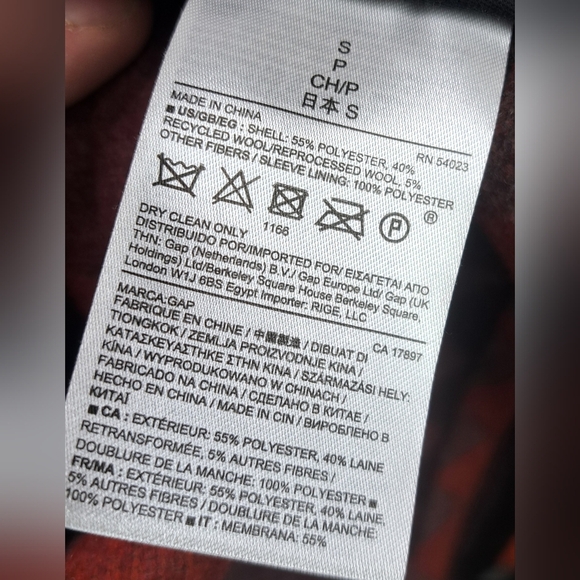 S
P
CH/P
日本 S
MADE IN CHINA
RN 54023
■ US/GB/EG : SHELL: 55% POLYESTER, 40%
RECYCLED WOOL/REPROCESSED WOOL, 5%
OTHER FIBERS / SLEEVE LINING: 100% POLYESTER
P ®
DRY CLEAN ONLY 1166
DISTRIBUIDO POR/IMPORTED FOR/ ΕΙΣΑΓΕΤΑΙ ΑΠΟ
THN: Gap (Netherlands) B.V./ Gap Europe Ltd/ Gap (UK
Holdings) Ltd/Berkeley Square House Berkeley Square,
London W1J 6BS Egypt Importer: RIGE, LLC
MARCA:GAP
CA 17897
FABRIQUE EN CHINE / 中國製造 / DIBUAT DI
TIONGKOK / ZEMLJA PROIZVODNJE KINA /
ΚΑΤΑΣΚΕΥΑΣΤΗΚΕ ΣΤΗΝ ΚΙΝΑ / SZÁRMAZÁSI HELY:
KÍNA / WYPRODUKOWANO W CHINACH /
FABRICADO NA CHINA / СДЕЛАНО В КИТАЕ /
HECHO EN CHINA / MADE IN CIN / ВИРОБЛЕНО В
КИТАЇ
■ CA : EXTÉRIEUR: 55% POLYESTER, 40% LAINE
RETRANSFORMÉE, 5% AUTRES FIBRES /
DOUBLURE DE LA MANCHE: 100% POLYESTER ■
FR/MA : EXTÉRIEUR: 55% POLYESTER, 40% LAINE,
5% AUTRES FIBRES / DOUBLURE DE LA MANCHE:
100% POLYESTER ■ IT : MEMBRANA: 55%